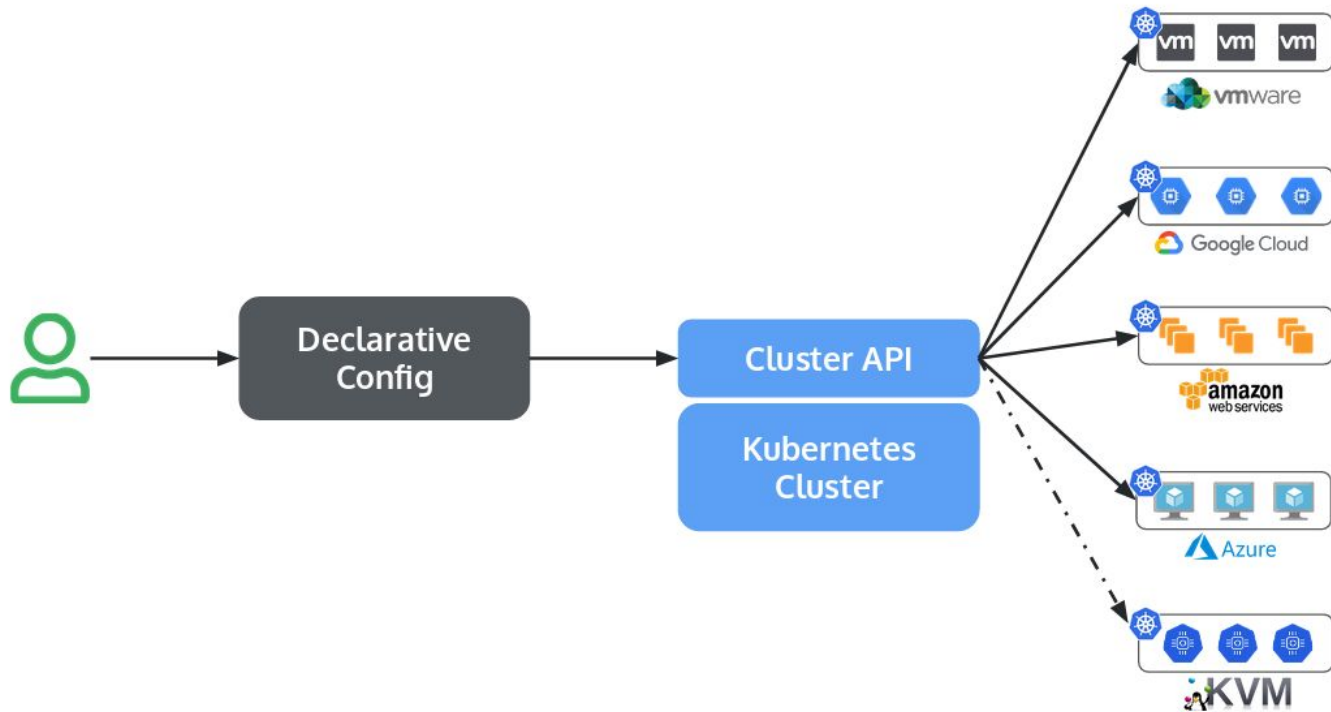 vm vm vm
vmware
Google Cloud
Declarative
Config
Cluster API
amazon
web services
Kubernetes
Cluster
Azure
KVM